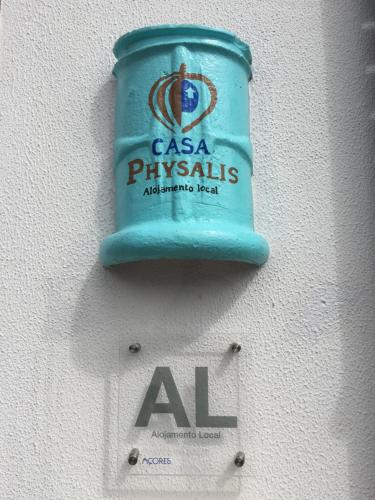 CASA
PHYSALIS
Alojamento local
AL
Alojamento Local
AÇORES